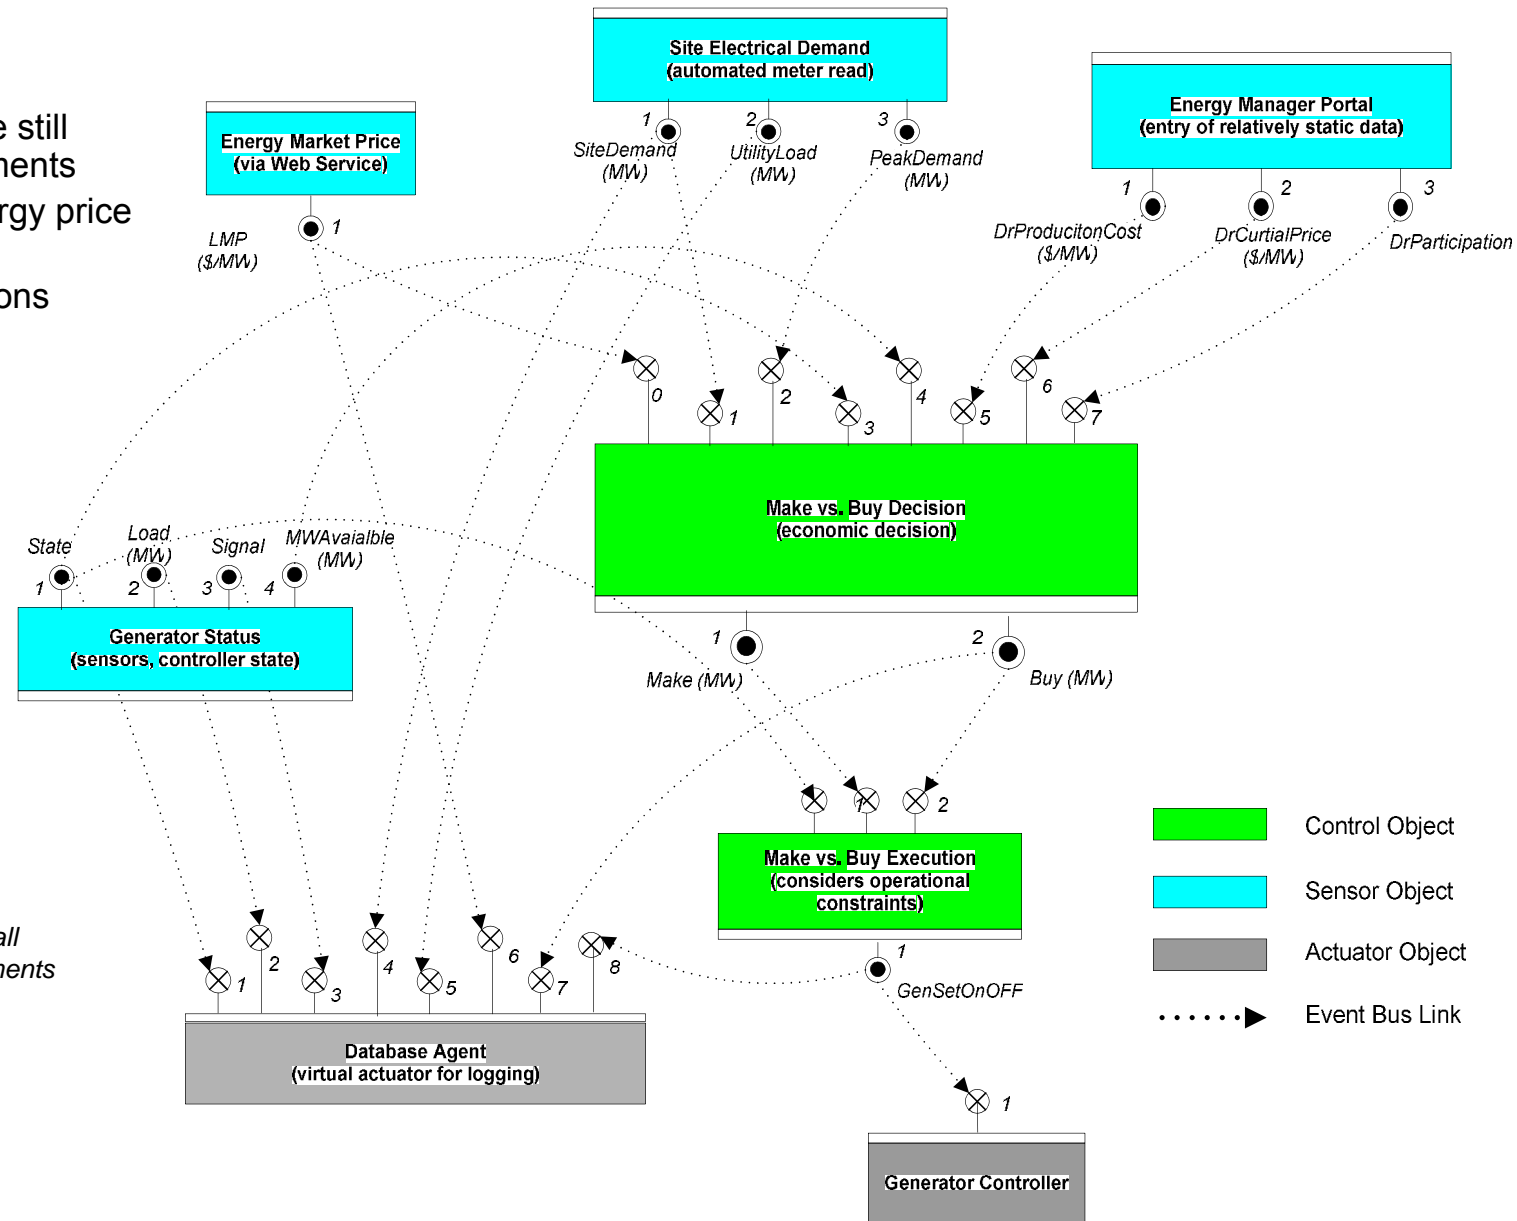 e still
nents
rgy price
ons
all
nents
Site Electrical Demand
(automated meter read)
1
2
3
SiteDemand
(MW)
UtilityLoad
(MW)
PeakDemand
(MW)
Energy Market Price
(via Web Service)
1
LMP
($/MW)
Energy Manager Portal
(entry of relatively static data)
1
2
3
DrProducitonCost
($/MW)
DrCurtialPrice
($/MW)
DrParticipation
0
1
2
3
4
5
6
7
Make vs. Buy Decision
(economic decision)
1
2
Make (MW)
Buy (MW)
State
Load
(MW)
Signal
MWAvaialble
(MW)
1
2
3
4
Generator Status
(sensors, controller state)
1
2
Make vs. Buy Execution
(considers operational
constraints)
1
GenSetOnOFF
1
2
3
4
5
6
7
8
Database Agent
(virtual actuator for logging)
1
Generator Controller
Control Object
Sensor Object
Actuator Object
Event Bus Link